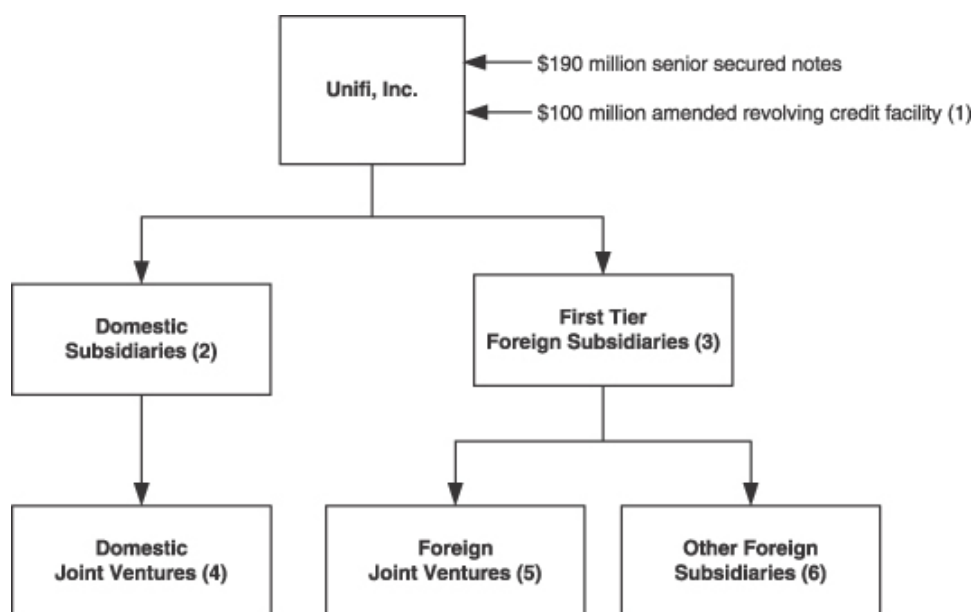 Unifi, Inc.
$190 million senior secured notes
$100 million amended revolving credit facility (1)
Domestic
Subsidiaries (2)
First Tier
Foreign Subsidiaries (3)
Domestic
Joint Ventures (4)
Foreign
Joint Ventures (5)
Other Foreign
Subsidiaries (6)